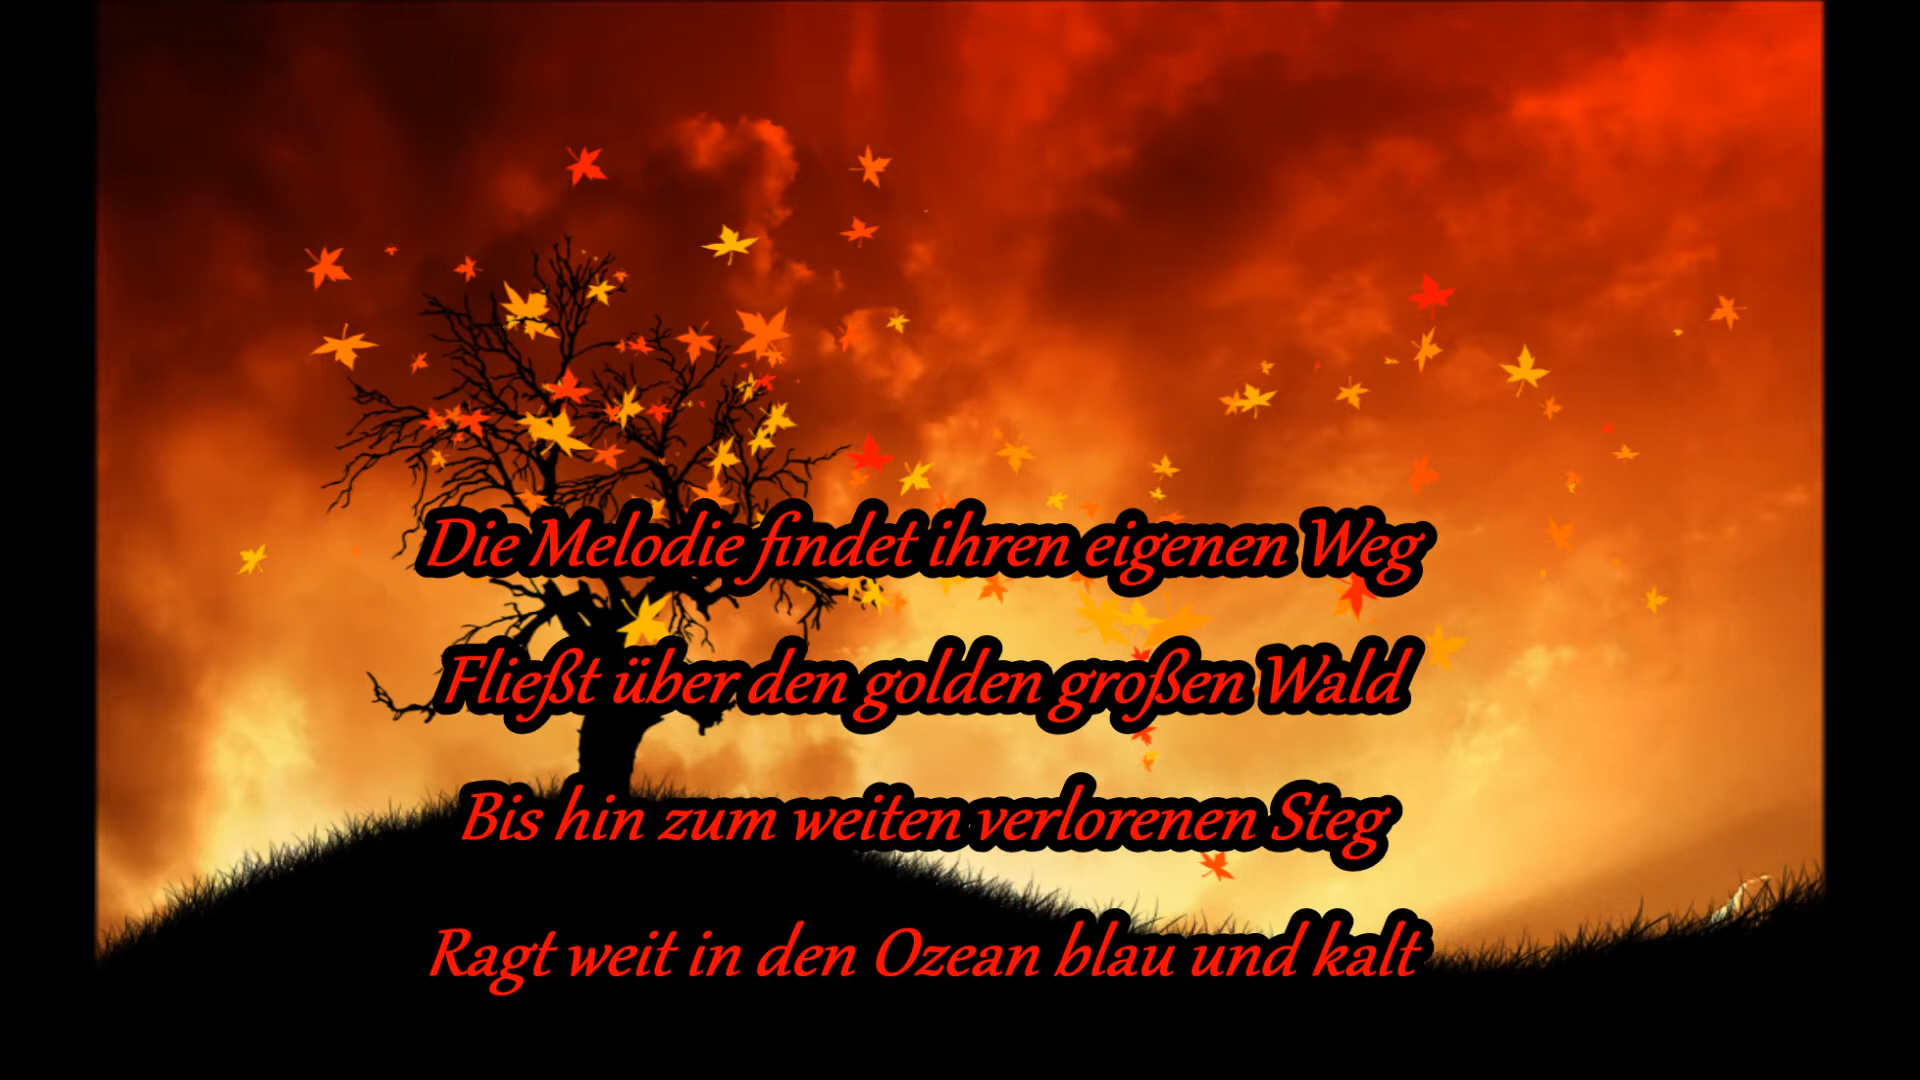 Die Melodie findet ihren eigenen Weg
Fließt über den golden großen Wald
Bis hin zum weiten verlorenen Steg
Ragt weit in den Ozean blau und kalt